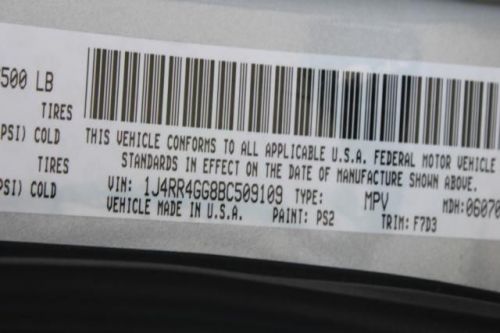 500 LB
TIRES
PSI) COLD
THIS VEHICLE CONFORMS TO ALL APPLICABLE U.S.A. FEDERAL MOTOR VEHICLE
TIRES
STANDARDS IN EFFECT ON THE DATE OF MANUFACTURE SHOWN ABOVE.
PSI) COLD
VIN: 1J4RR4GG8BC509109 TYPE: MPV MDH: 06070
VEHICLE MADE IN U.S.A. PAINT: PS2 TRIM: F7D3